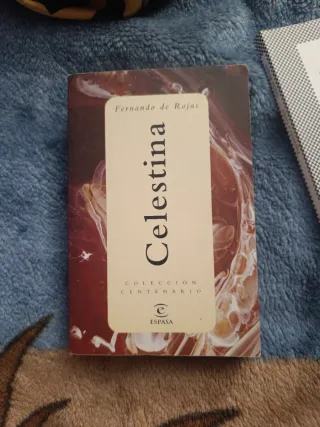 Fernando de Rojas
Celestina
COLECCIÓN
CENTENARIO
ESPASA